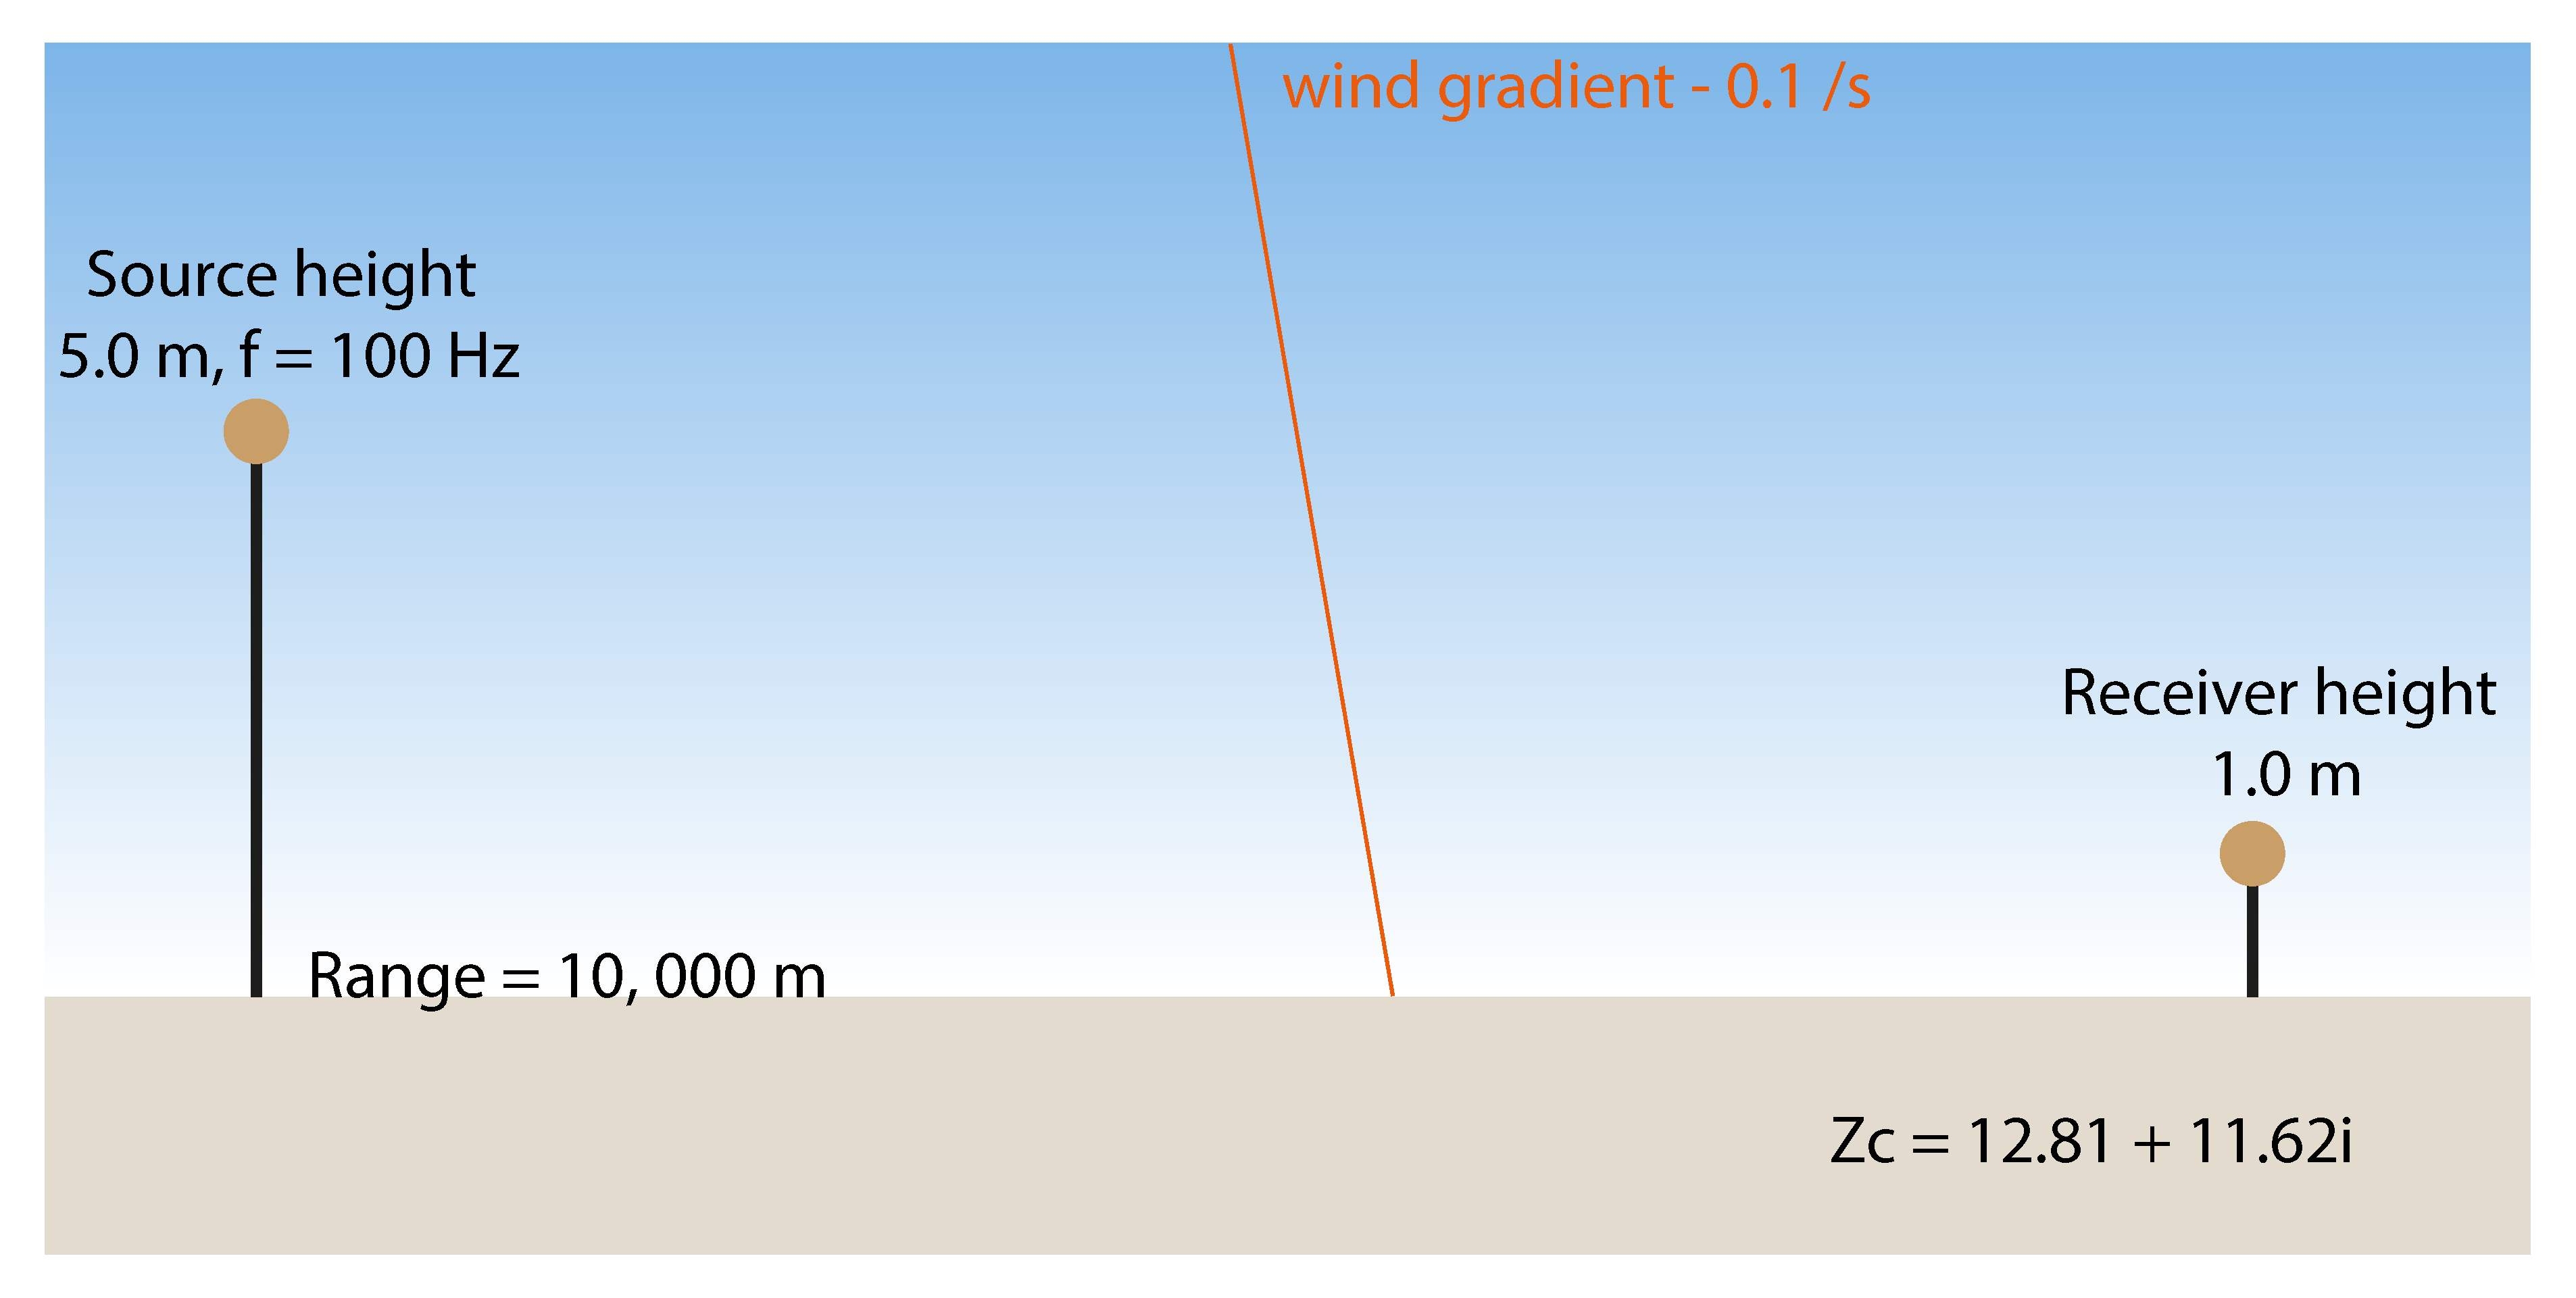 wind gradient - 0.1 /s
Source height
5.0 m, f = 100 Hz
Receiver height
1.0 m
Range = 10, 000 m
Zc = 12.81 + 11.62i